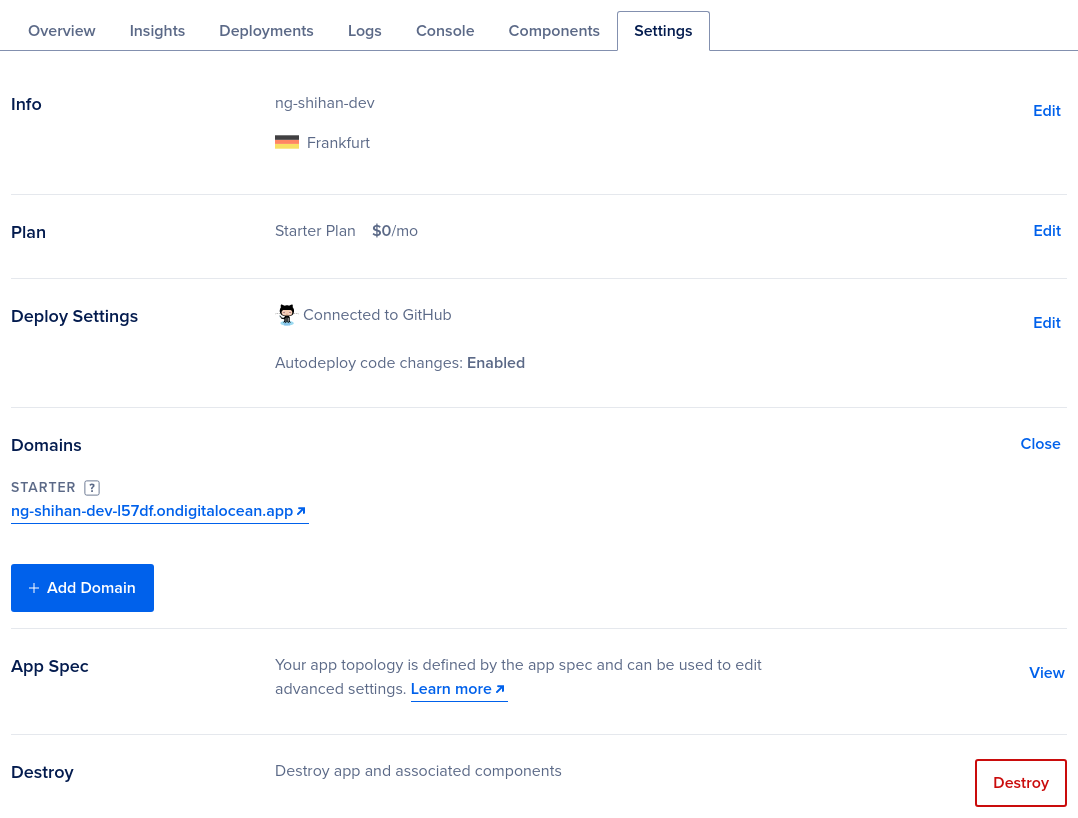 Overview Insights Deployments Logs Console Components Settings
Info
ng-shihan-dev
Edit
Frankfurt
Plan
Starter Plan $0/mo
Edit
Deploy Settings
Connected to GitHub
Edit
Autodeploy code changes: Enabled
Domains
Close
STARTER ?
ng-shihan-dev-l57df.ondigitalocean.app
+ Add Domain
App Spec
Your app topology is defined by the app spec and can be used to edit
advanced settings. Learn more
View
Destroy
Destroy app and associated components
Destroy